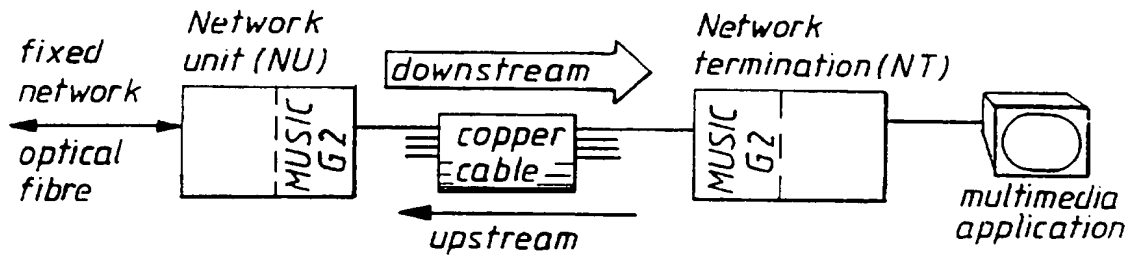 fixed
network
optical
fibre
Network
unit (NU)
MUSIC
G2
downstream
copper
cable
upstream
Network
termination (NT)
MUSIC
G2
multimedia
application